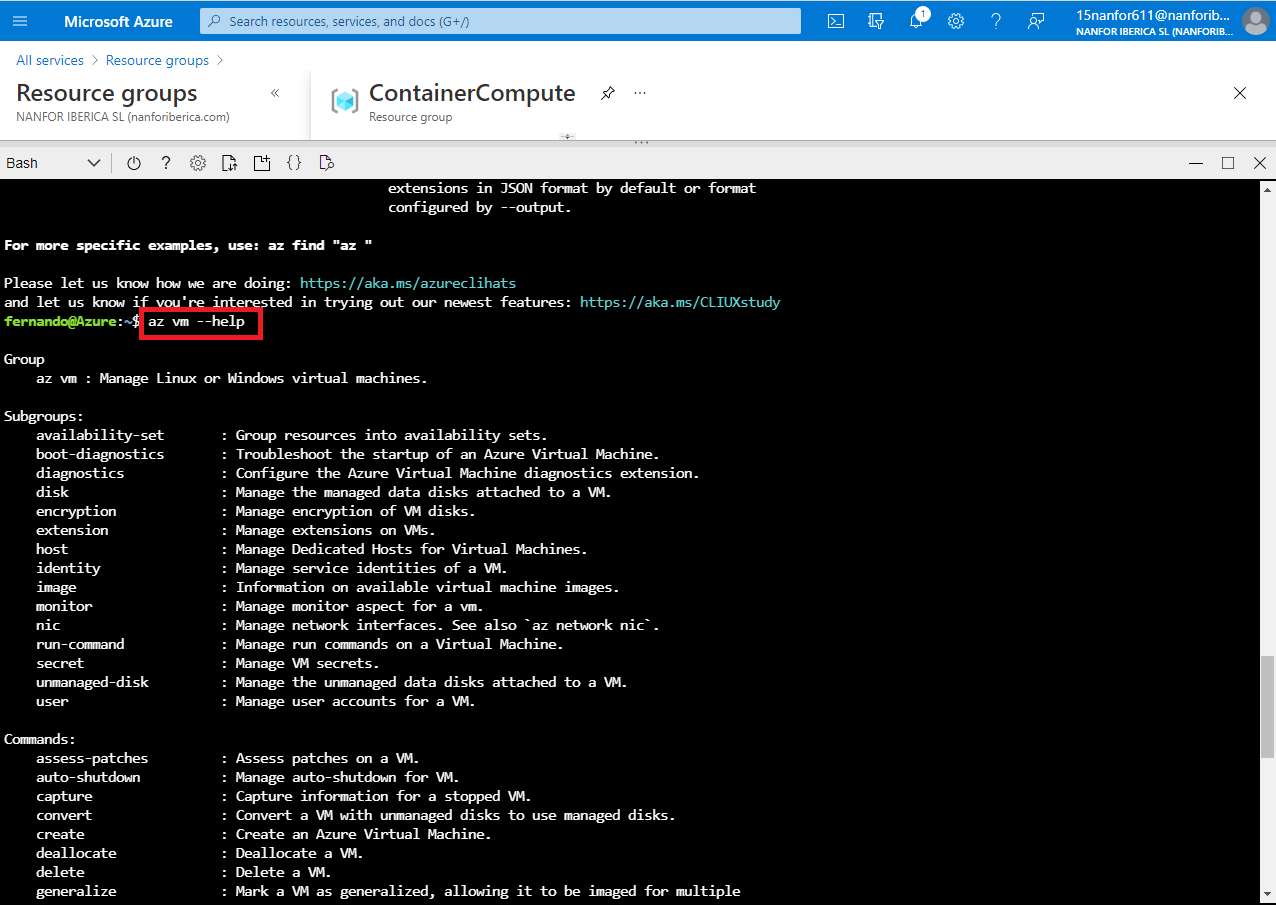 Microsoft Azure
Search resources, services, and docs (G+/)
1
15nanfor611@nanforib...
NANFOR IBERICA SL (NANFORIB...
All services > Resource groups >
Resource groups
NANFOR IBERICA SL (nanforiberica.com)
ContainerCompute
Resource group
Bash
extensions in JSON format by default or format
configured by --output.
For more specific examples, use: az find "az "
Please let us know how we are doing: https://aka.ms/azureclihats
and let us know if you're interested in trying out our newest features: https://aka.ms/CLIUXstudy
fernando@Azure:~$ az vm --help
Group
az vm : Manage Linux or Windows virtual machines.
Subgroups:
availability-set : Group resources into availability sets.
boot-diagnostics : Troubleshoot the startup of an Azure Virtual Machine.
diagnostics : Configure the Azure Virtual Machine diagnostics extension.
disk : Manage the managed data disks attached to a VM.
encryption : Manage encryption of VM disks.
extension : Manage extensions on VMs.
host : Manage Dedicated Hosts for Virtual Machines.
identity : Manage service identities of a VM.
image : Information on available virtual machine images.
monitor : Manage monitor aspect for a vm.
nic : Manage network interfaces. See also `az network nic`.
run-command : Manage run commands on a Virtual Machine.
secret : Manage VM secrets.
unmanaged-disk : Manage the unmanaged data disks attached to a VM.
user : Manage user accounts for a VM.
Commands:
assess-patches : Assess patches on a VM.
auto-shutdown : Manage auto-shutdown for VM.
capture : Capture information for a stopped VM.
convert : Convert a VM with unmanaged disks to use managed disks.
create : Create an Azure Virtual Machine.
deallocate : Deallocate a VM.
delete : Delete a VM.
generalize : Mark a VM as generalized, allowing it to be imaged for multiple